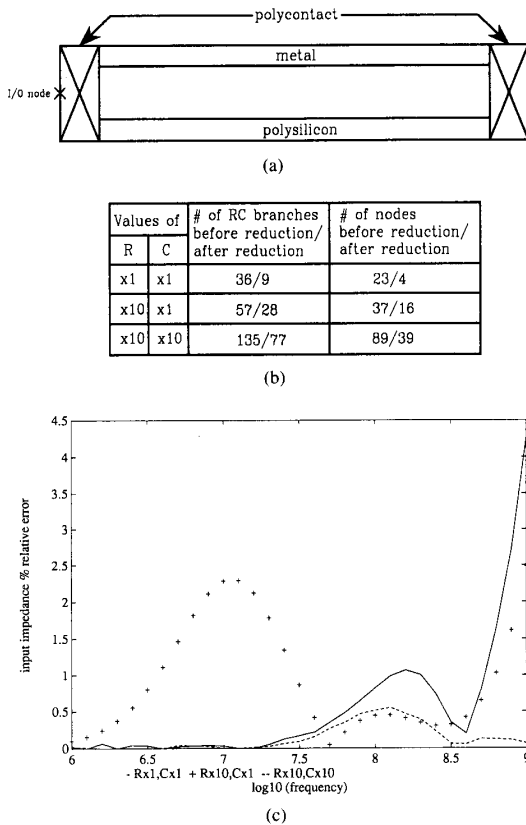 polycontact
metal
I/O node
polysilicon
(a)
Values of
# of RC branches before reduction/ after reduction
# of nodes before reduction/ after reduction
R C
x1 x1 36/9 23/4
x10 x1 57/28 37/16
x10 x10 135/77 89/39
(b)
4.5
4
3.5
3
2.5
2
1.5
1
0.5
0
input impedance % relative error
6 6.5 7 7.5 8 8.5 9
- Rx1,Cx1 + Rx10,Cx1 -- Rx10,Cx10
log10 (frequency)
(c)